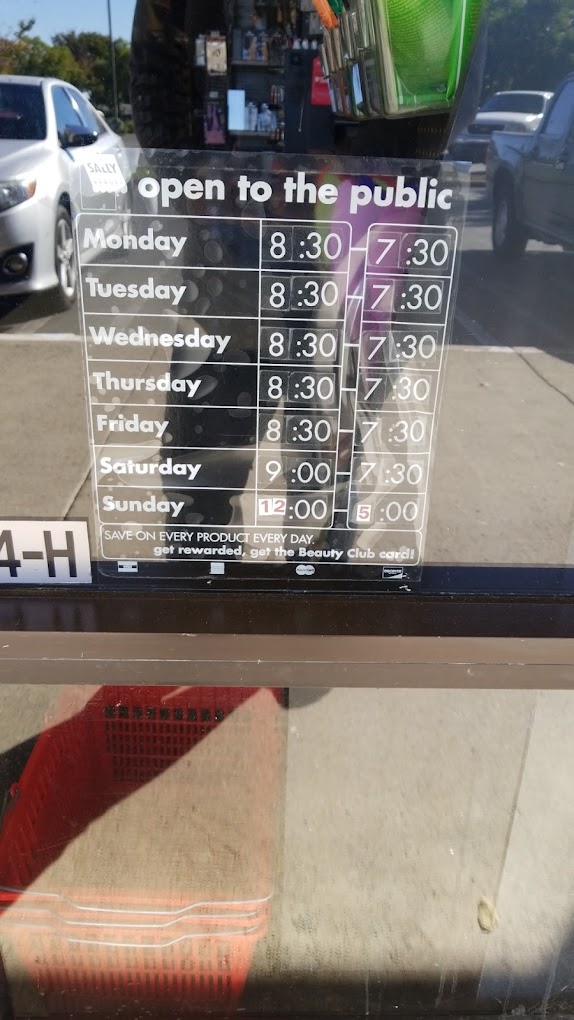 SALLY
open to the public
Monday 8:30 - 7:30
Tuesday 8:30 - 7:30
Wednesday 8:30 - 7:30
Thursday 8:30 - 7:30
Friday 8:30 - 7:30
Saturday 9:00 - 7:30
Sunday 12:00 - 5:00
4-H
SAVE ON EVERY PRODUCT EVERY DAY.
get rewarded, get the Beauty Club card!